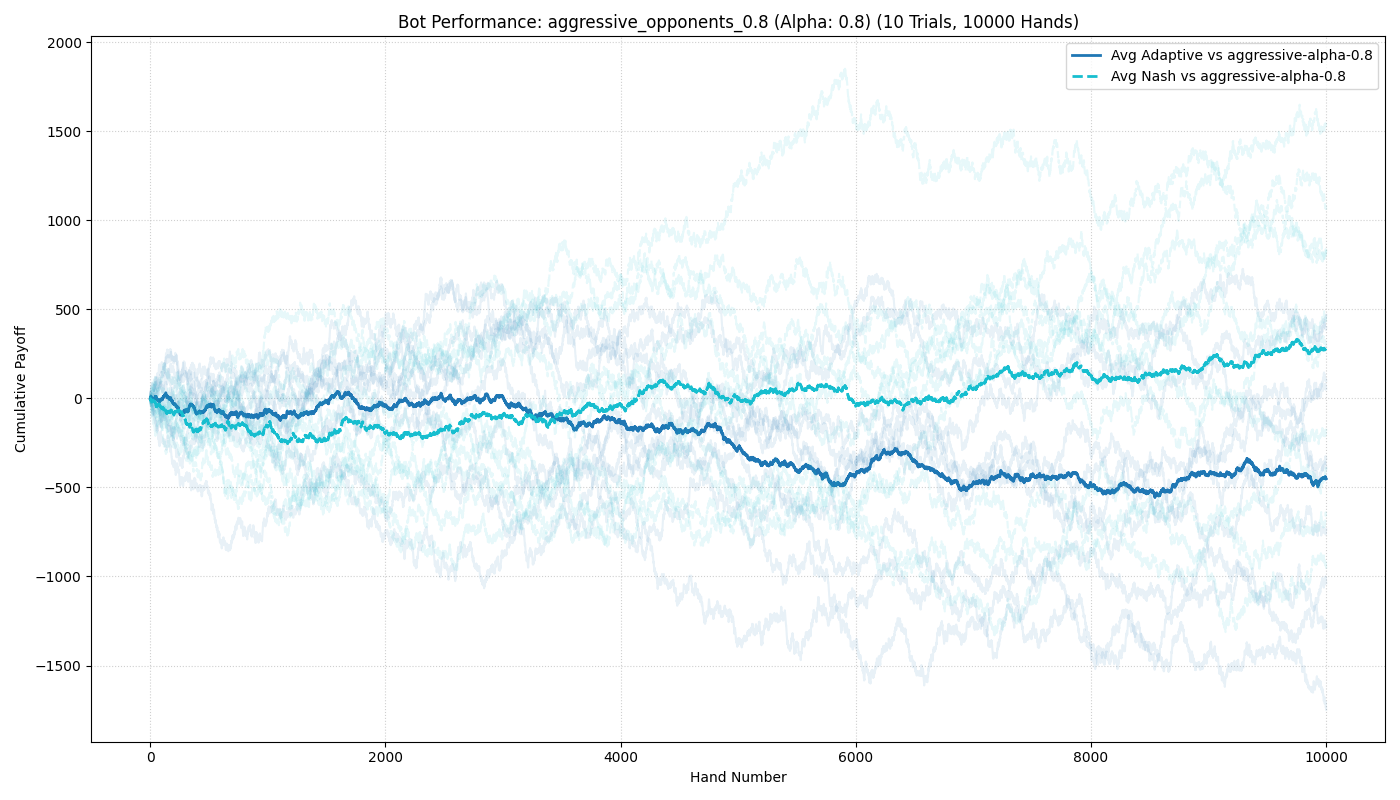 Bot Performance: aggressive_opponents_0.8 (Alpha: 0.8) (10 Trials, 10000 Hands)
Avg Adaptive vs aggressive-alpha-0.8
Avg Nash vs aggressive-alpha-0.8
Cumulative Payoff
2000
1500
1000
500
0
−500
−1000
−1500
0 2000 4000 6000 8000 10000
Hand Number